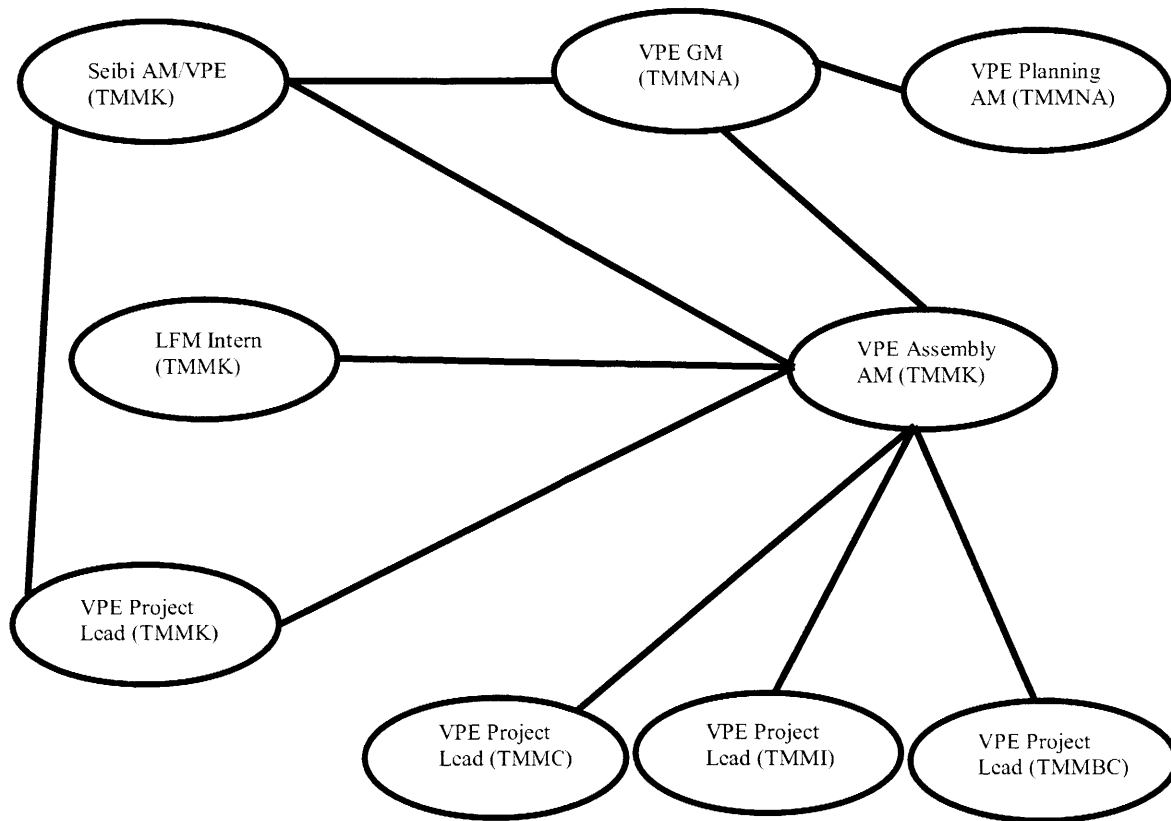 Seibi AM/VPE
(TMMK)
VPE GM
(TMMNA)
VPE Planning
AM (TMMNA)
LFM Intern
(TMMK)
VPE Assembly
AM (TMMK)
VPE Project
Lead (TMMK)
VPE Project
Lead (TMMC)
VPE Project
Lead (TMMI)
VPE Project
Lead (TMMBC)